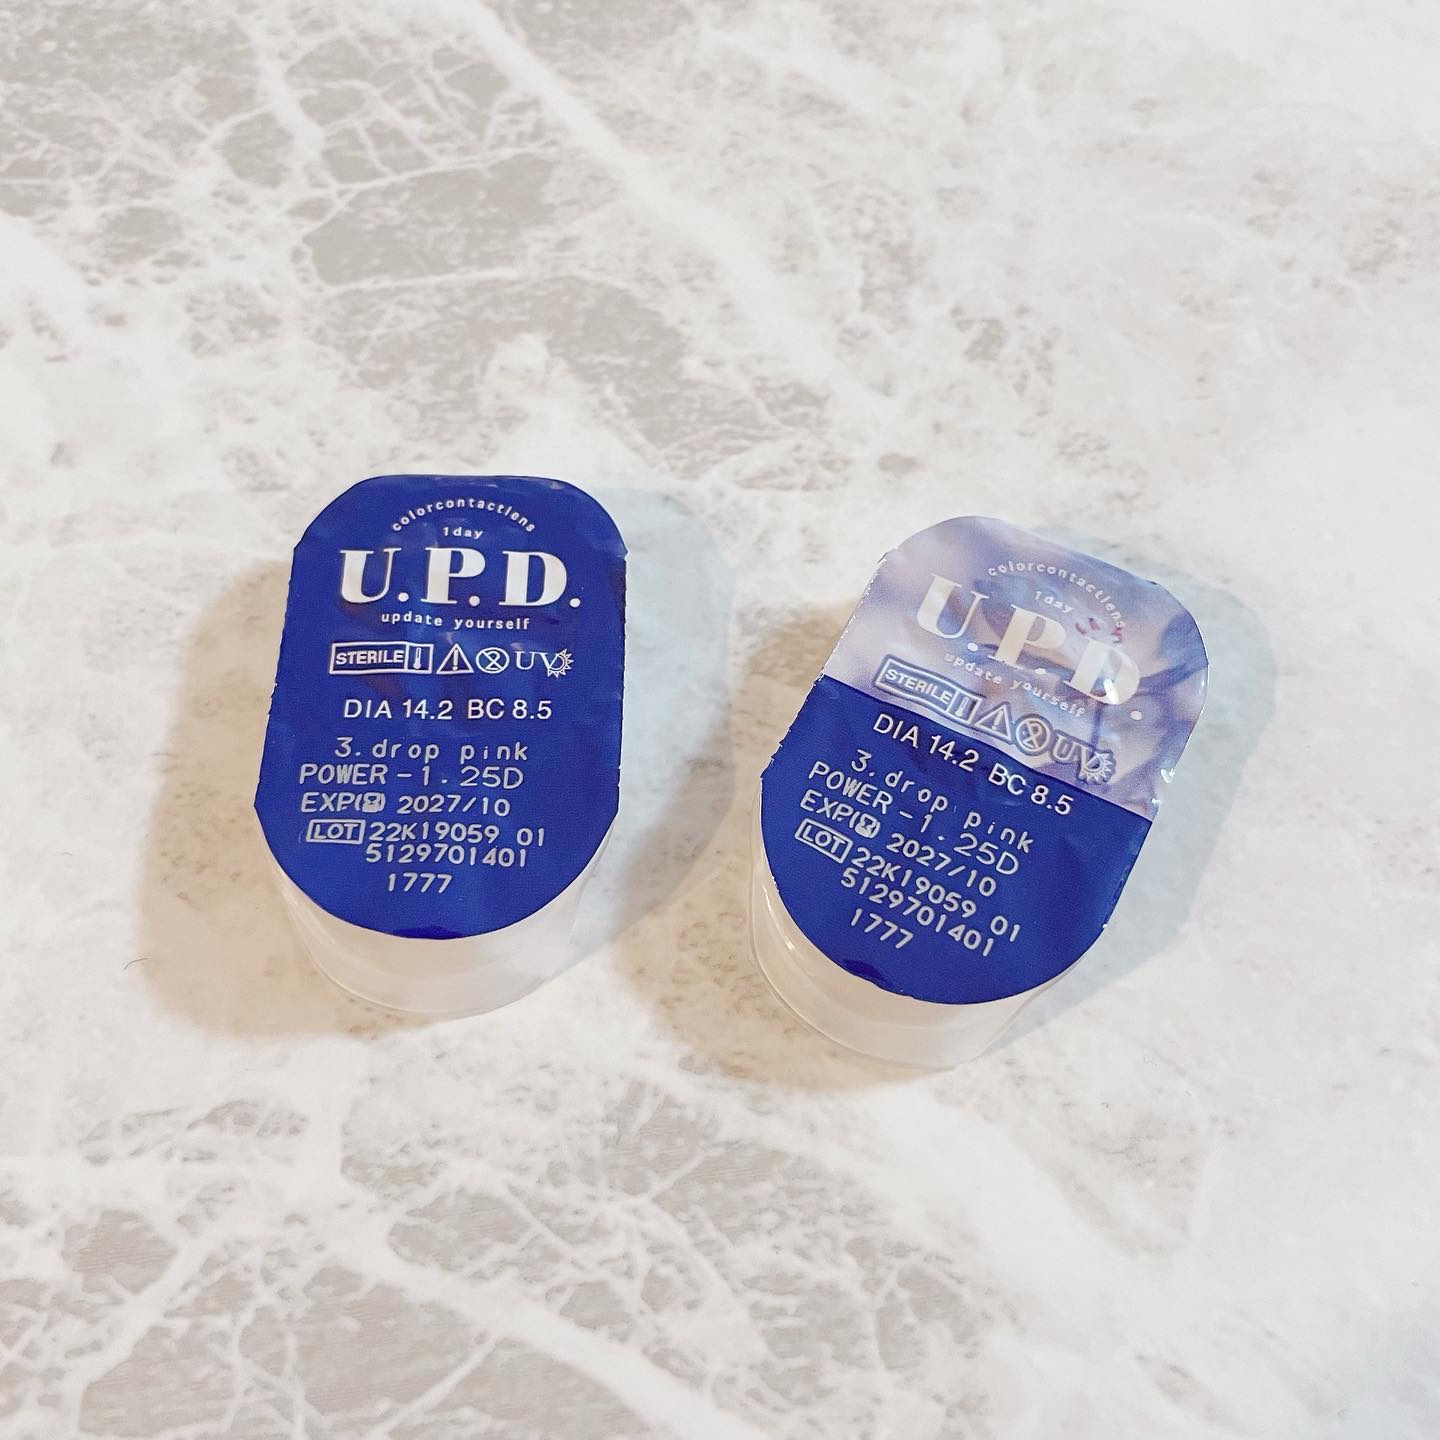 colorcontactlens
1day
U.P.D.
update yourself
STERILE UV
DIA 14.2 BC 8.5
3. drop pink
POWER - 1.25D
EXP 2027/10
LOT 22K19059 01
5129701401
1777
colorcontactlens
1day
U.P.D.
update yourself
STERILE UV
DIA 14.2 BC 8.5
3. drop pink
POWER - 1.25D
EXP 2027/10
LOT 22K19059 01
5129701401
1777